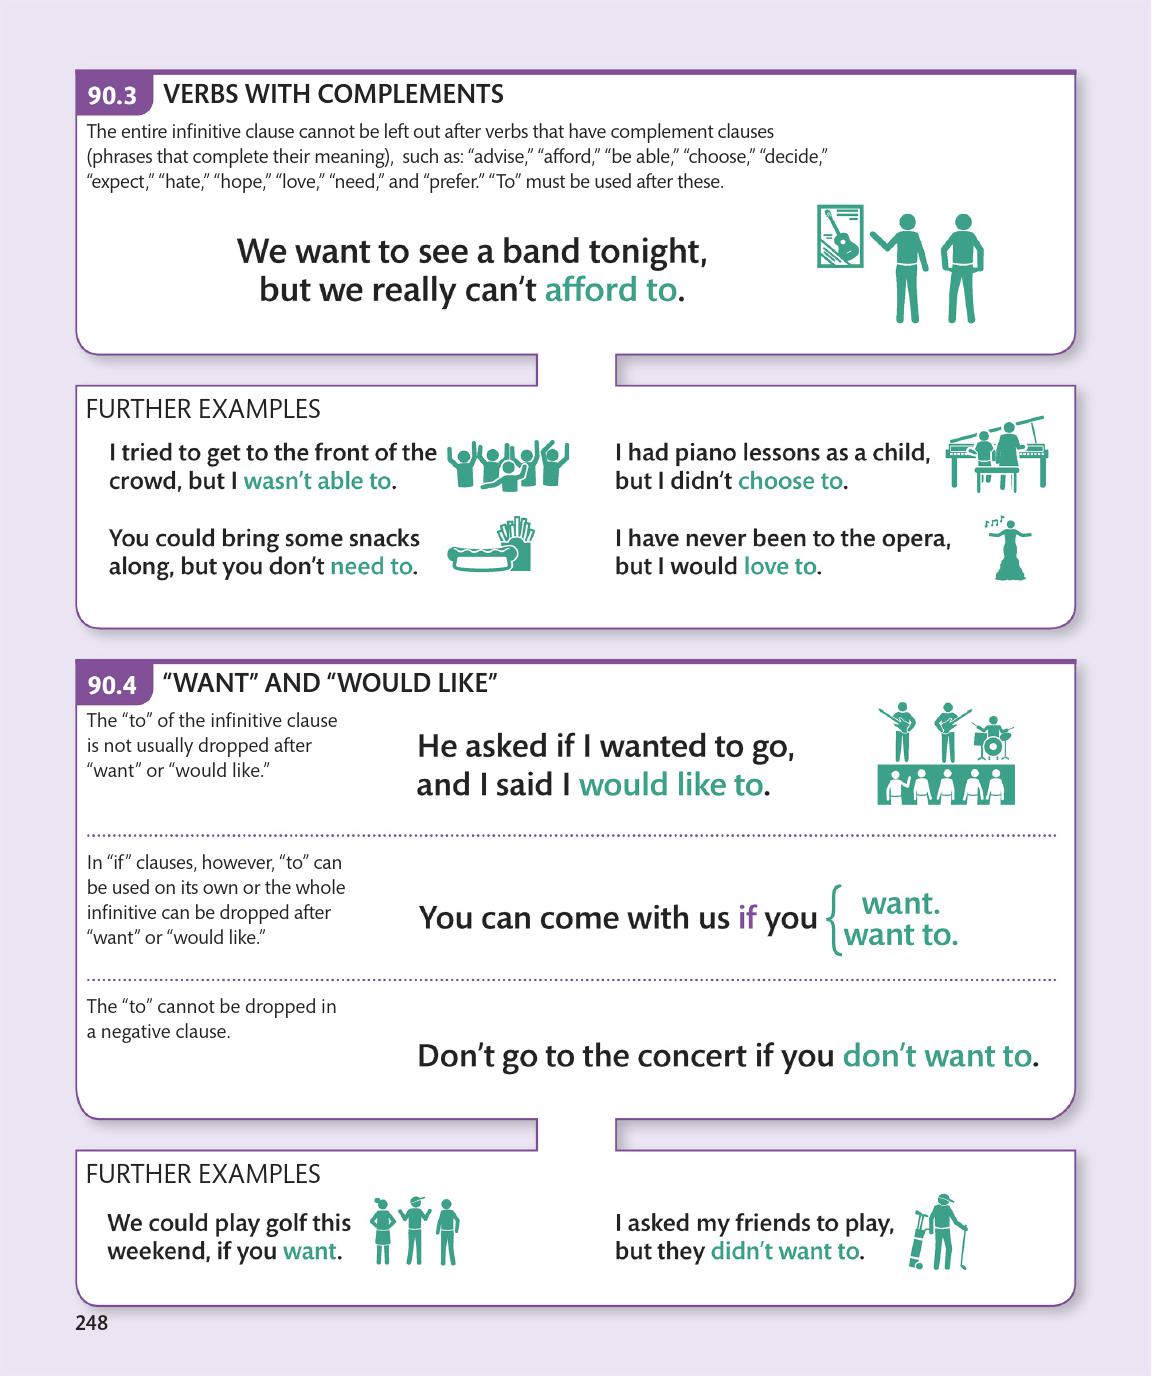 90.3 VERBS WITH COMPLEMENTS
The entire infinitive clause cannot be left out after verbs that have complement clauses
(phrases that complete their meaning),  such as: “advise,” “afford,” “be able,” “choose,” “decide,”
“expect,” “hate,” “hope,” “love,” “need,” and “prefer.” “To” must be used after these.
We want to see a band tonight,
but we really can't afford to.
FURTHER EXAMPLES
I tried to get to the front of the
crowd, but I wasn't able to.
I had piano lessons as a child,
but I didn't choose to.
You could bring some snacks
along, but you don't need to.
I have never been to the opera,
but I would love to.
90.4 “WANT” AND “WOULD LIKE”
The “to” of the infinitive clause
is not usually dropped after
“want” or “would like.”
He asked if I wanted to go,
and I said I would like to.
In “if” clauses, however, “to” can
be used on its own or the whole
infinitive can be dropped after
“want” or “would like.”
You can come with us if you
want.
want to.
The “to” cannot be dropped in
a negative clause.
Don't go to the concert if you don't want to.
FURTHER EXAMPLES
We could play golf this
weekend, if you want.
I asked my friends to play,
but they didn't want to.
248